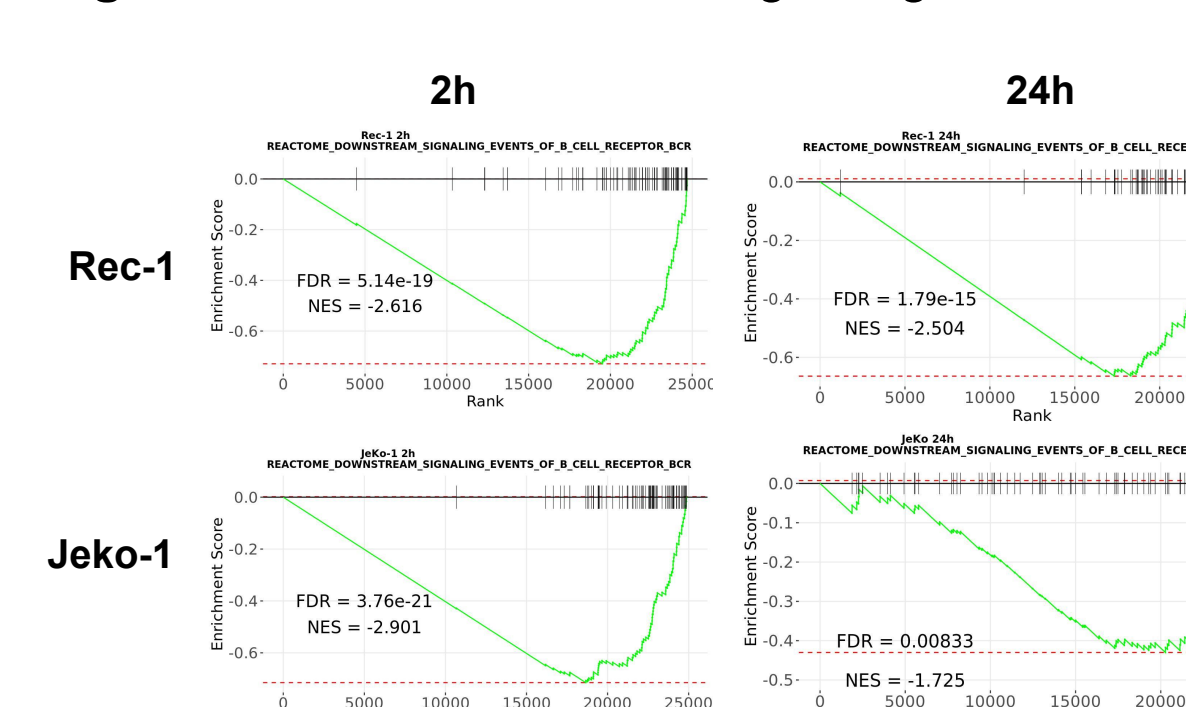 2h
24h
Rec-1
Jeko-1
Rec-1 2h
REACTOME_DOWNSTREAM_SIGNALING_EVENTS_OF_B_CELL_RECEPTOR_BCR
Enrichment Score
0.0
-0.2
-0.4
-0.6
FDR = 5.14e-19
NES = -2.616
0 5000 10000 15000 20000
Rank
Rec-1 24h
REACTOME_DOWNSTREAM_SIGNALING_EVENTS_OF_B_CELL_RECE
Enrichment Score
0.0
-0.2
-0.4
-0.6
FDR = 1.79e-15
NES = -2.504
0 5000 10000 15000 20000
Rank
JeKo-1 2h
REACTOME_DOWNSTREAM_SIGNALING_EVENTS_OF_B_CELL_RECEPTOR_BCR
Enrichment Score
0.0
-0.2
-0.4
-0.6
FDR = 3.76e-21
NES = -2.901
0 5000 10000 15000 20000 25000
JeKo 24h
REACTOME_DOWNSTREAM_SIGNALING_EVENTS_OF_B_CELL_RECE
Enrichment Score
0.0
-0.1
-0.2
-0.3
-0.4
-0.5
FDR = 0.00833
NES = -1.725
0 5000 10000 15000 20000